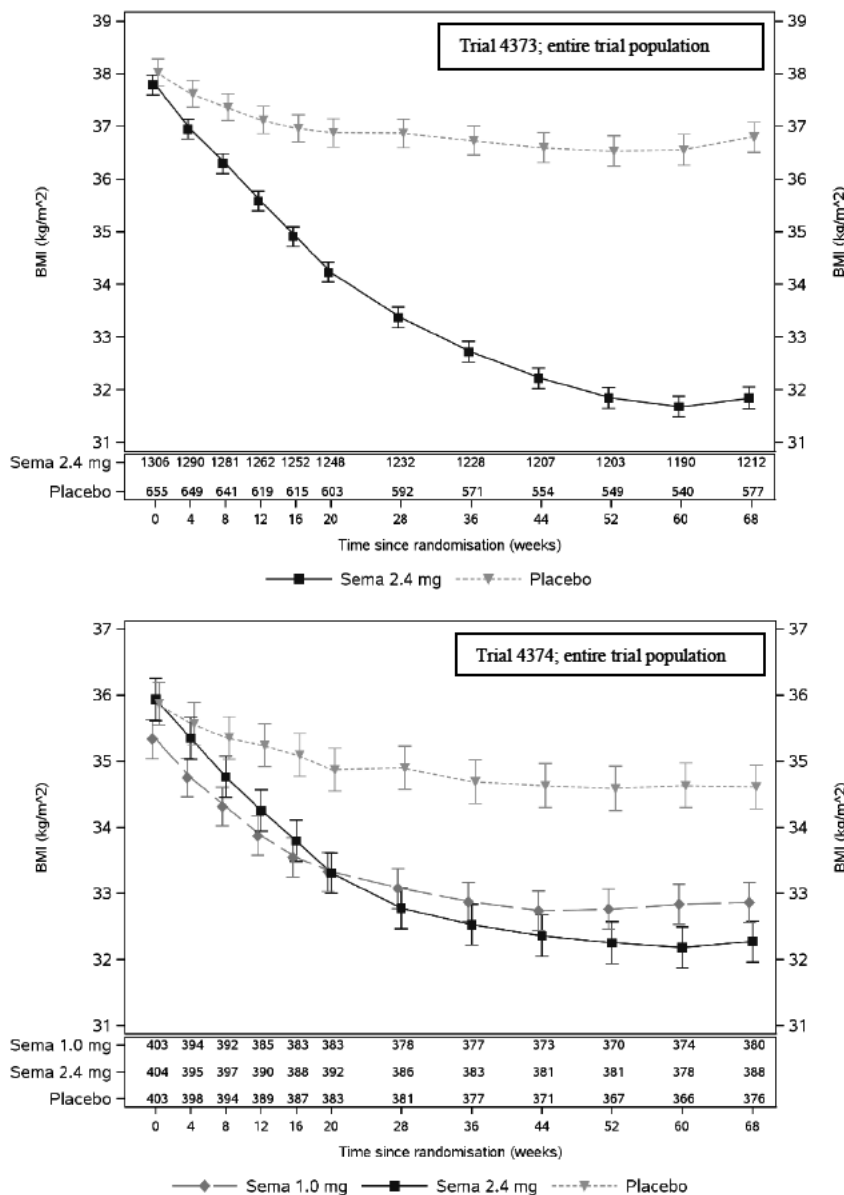 Trial 4373; entire trial population
39 39
38 38
37 37
36 36
35 35
34 34
33 33
32 32
31 31
BMI (kg/m^2)
BMI (kg/m^2)
Sema 2.4 mg 1306 1290 1281 1262 1252 1248 1232 1228 1207 1203 1190 1212
Placebo 655 649 641 619 615 603 592 571 554 549 540 577
0 4 8 12 16 20 28 36 44 52 60 68
Time since randomisation (weeks)
Sema 2.4 mg Placebo
Trial 4374; entire trial population
37 37
36 36
35 35
34 34
33 33
32 32
31 31
BMI (kg/m^2)
BMI (kg/m^2)
Sema 1.0 mg 403 394 392 385 383 383 378 377 373 370 374 380
Sema 2.4 mg 404 395 397 390 388 392 386 383 381 381 378 388
Placebo 403 398 394 389 387 383 381 377 371 367 366 376
0 4 8 12 16 20 28 36 44 52 60 68
Time since randomisation (weeks)
Sema 1.0 mg Sema 2.4 mg Placebo